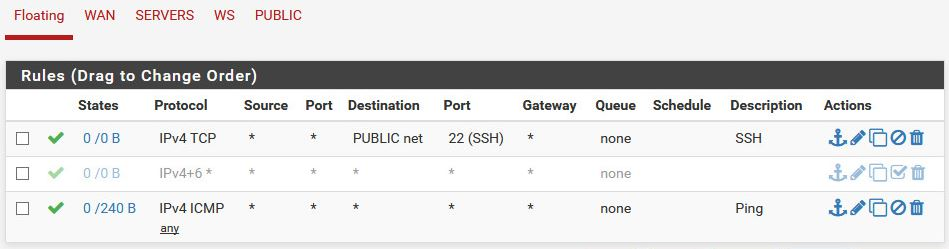 Floating WAN SERVERS WS PUBLIC
Rules (Drag to Change Order)
States Protocol Source Port Destination Port Gateway Queue Schedule Description Actions
0 /0 B IPv4 TCP * * PUBLIC net 22 (SSH) * none SSH
0 /0 B IPv4+6 * * * * * * none
0 /240 B IPv4 ICMP * * * * * none Ping
any